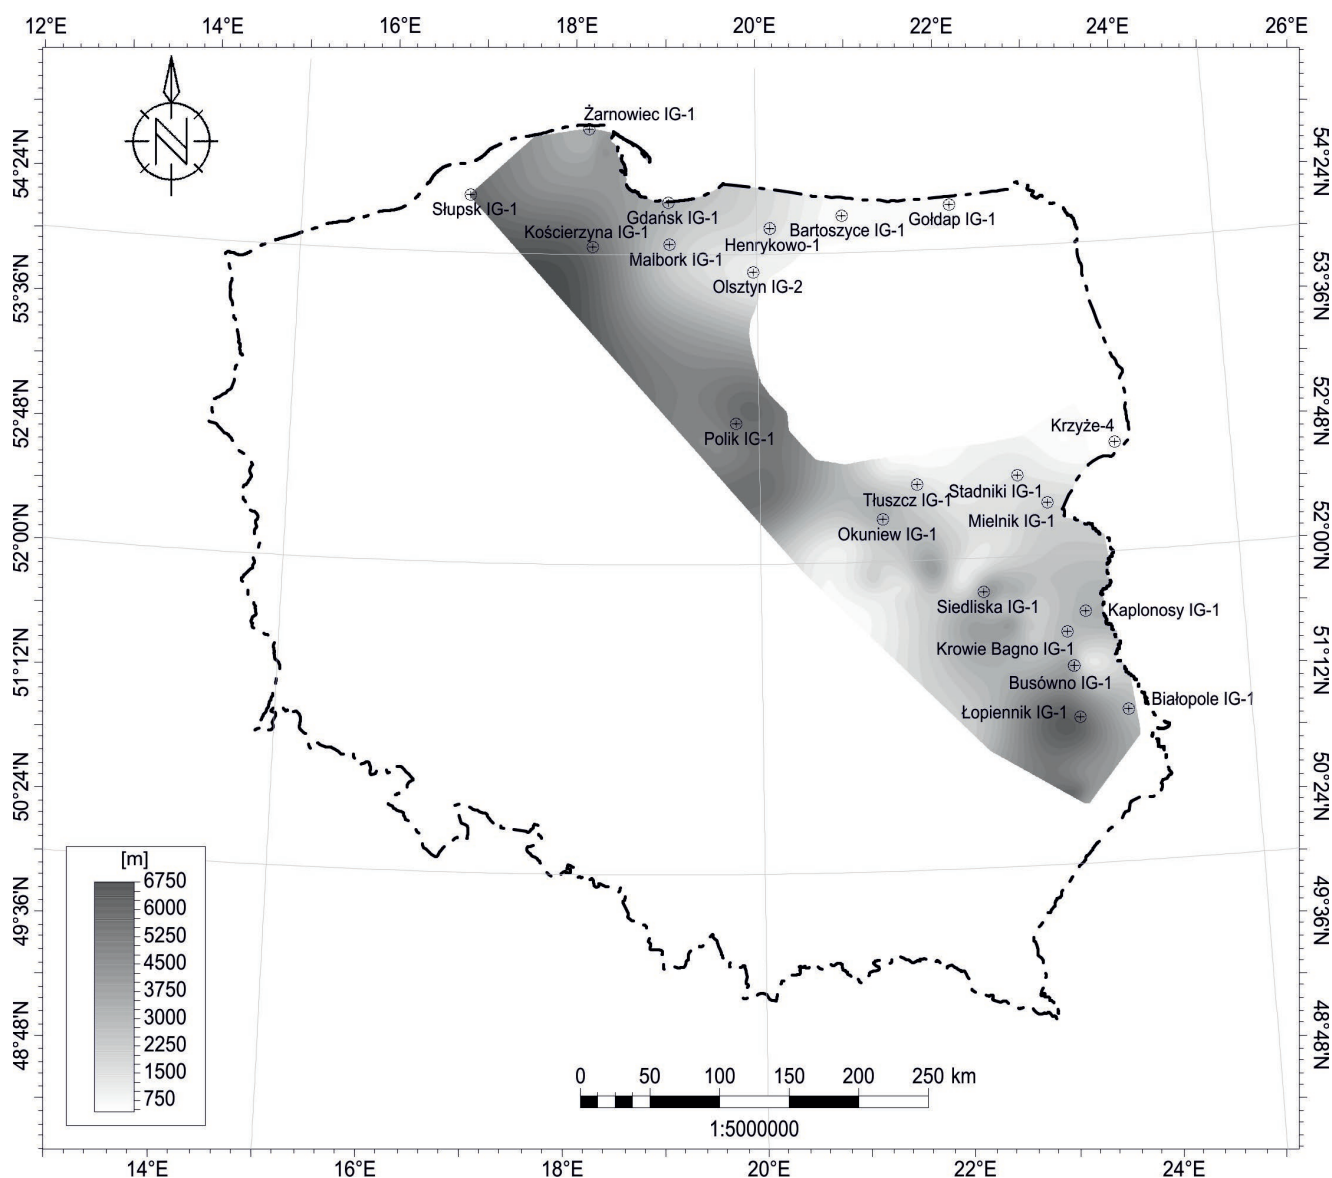 12°E 14°E 16°E 18°E 20°E 22°E 24°E 26°E
N
Żarnowiec IG-1
54°24'N
54°24'N
Słupsk IG-1
Gdańsk IG-1
Gołdap IG-1
Kościerzyna IG-1
Bartoszyce IG-1
Henrykowo-1
Malbork IG-1
Olsztyn IG-2
53°36'N
53°36'N
52°48'N
52°48'N
Krzyże-4
Polik IG-1
Tłuszcz IG-1
Stadniki IG-1
Mielnik IG-1
Okuniew IG-1
52°00'N
52°00'N
Siedliska IG-1
Kaplonosy IG-1
Krowie Bagno IG-1
51°12'N
51°12'N
Busówno IG-1
Białopole IG-1
Łopiennik IG-1
50°24'N
50°24'N
[m]
6750
6000
5250
4500
3750
3000
2250
1500
750
49°36'N
49°36'N
48°48'N
48°48'N
0 50 100 150 200 250 km
1:5000000
12°E 14°E 16°E 18°E 20°E 22°E 24°E